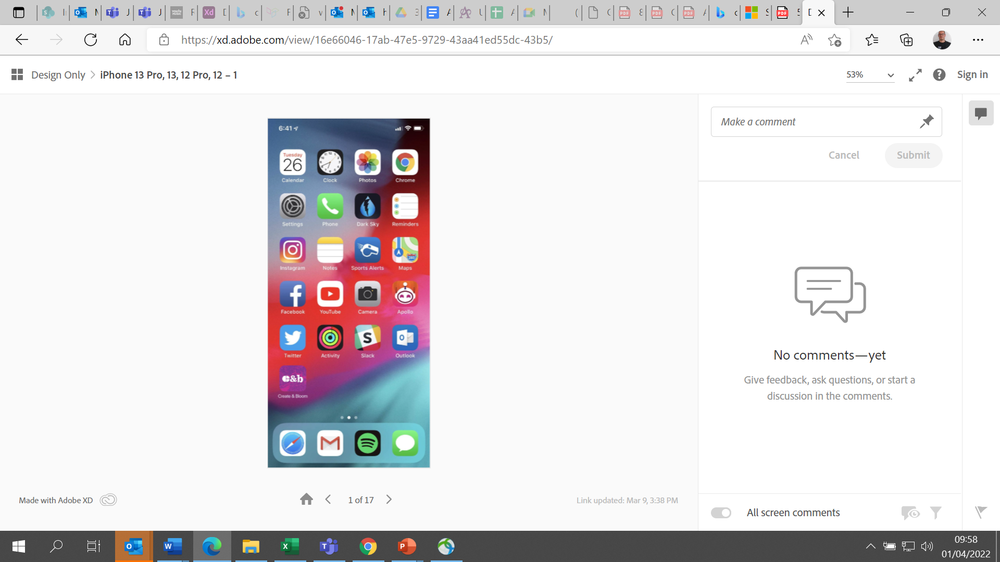 https://xd.adobe.com/view/16e66046-17ab-47e5-9729-43aa41ed55dc-43b5/
Design Only
iPhone 13 Pro, 13, 12 Pro, 12 – 1
53%
Sign in
6:41
Tuesday
26
Calendar
Clock
Photos
Chrome
Settings
Phone
Dark Sky
Reminders
Instagram
Notes
Sports Alerts
Maps
Facebook
YouTube
Camera
Apollo
Twitter
Activity
Slack
Outlook
C&b
Create & Bloom
Make a comment
Cancel
Submit
No comments—yet
Give feedback, ask questions, or start a
discussion in the comments.
Made with Adobe XD
1 of 17
Link updated: Mar 9, 3:38 PM
All screen comments
09:58
01/04/2022